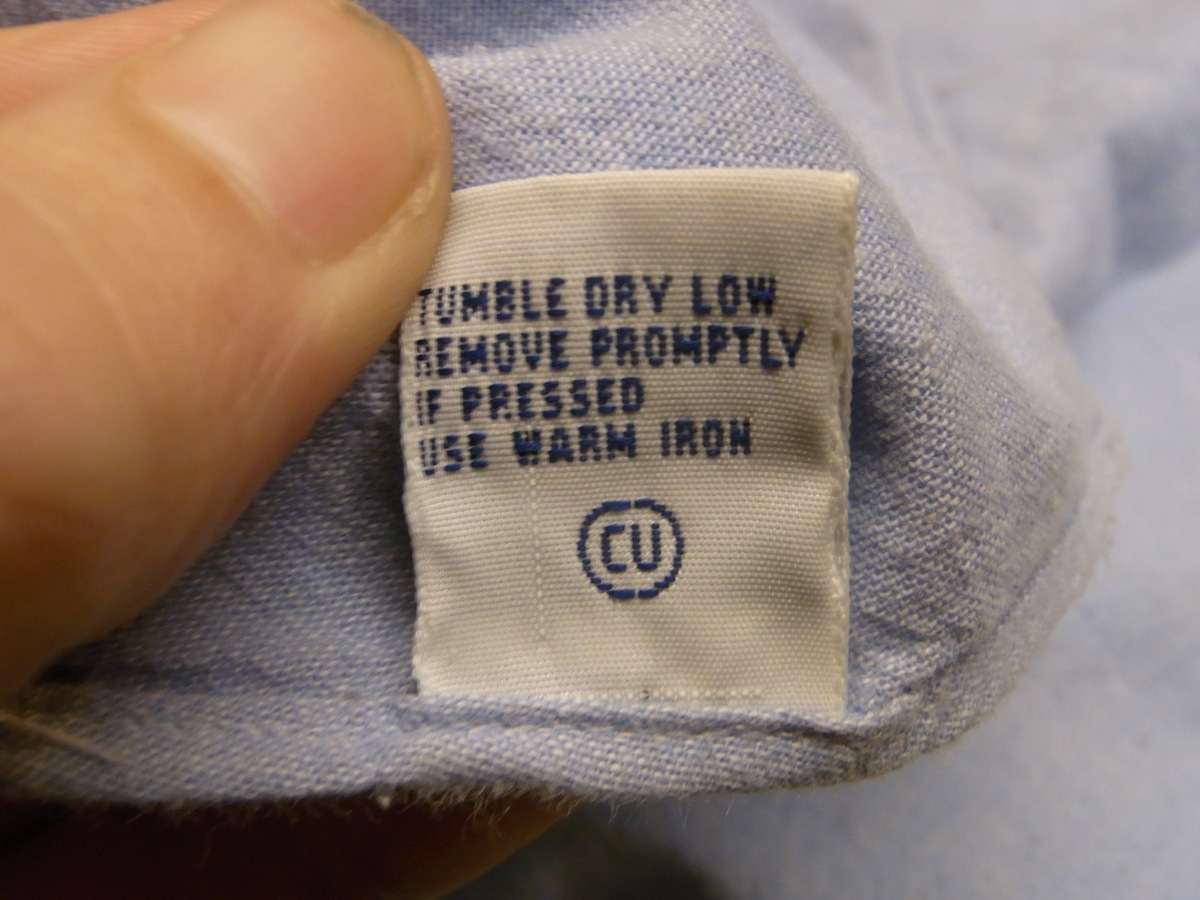 TUMBLE DRY LOW
REMOVE PROMPTLY
IF PRESSED
USE WARM IRON
CU